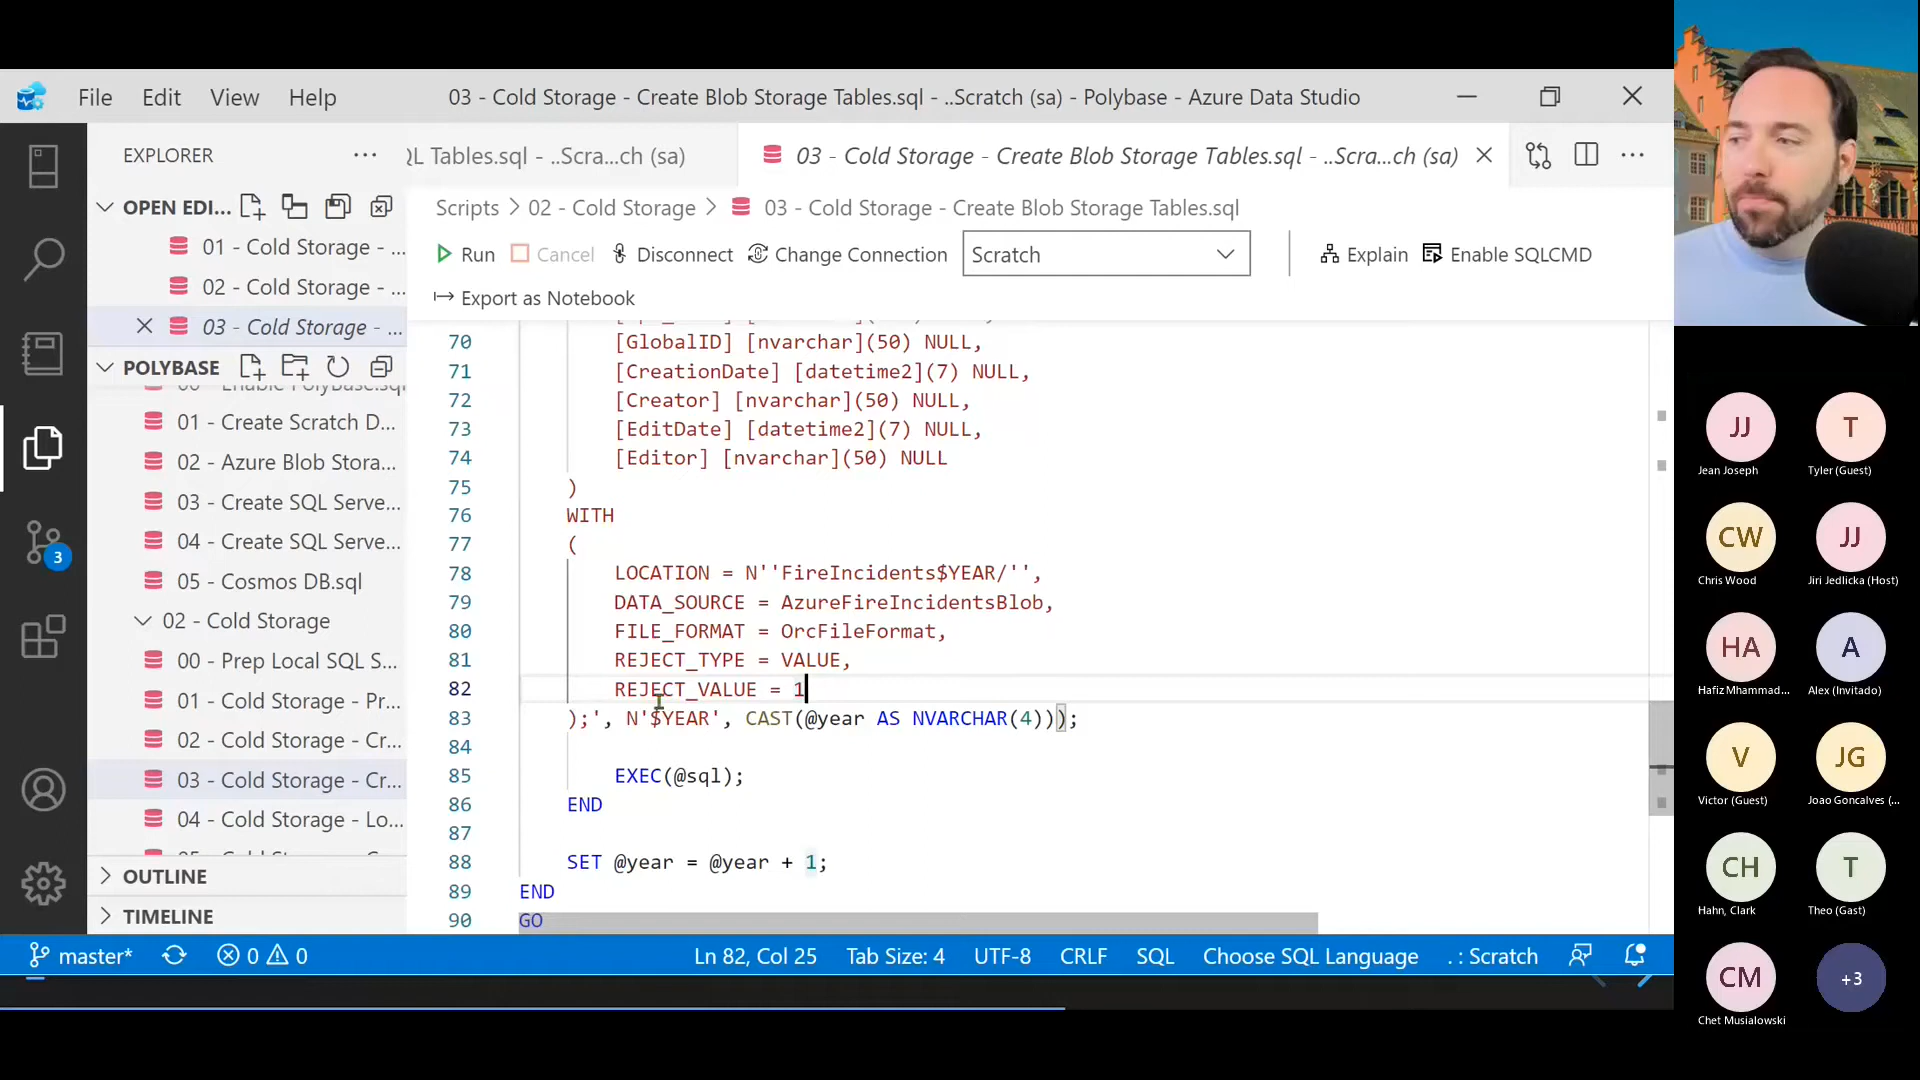 File Edit View Help
03 - Cold Storage - Create Blob Storage Tables.sql - ..Scratch (sa) - Polybase - Azure Data Studio
EXPLORER
OPEN EDI...
01 - Cold Storage - ...
02 - Cold Storage - ...
03 - Cold Storage - ...
POLYBASE
00 - Enable PolyBase.sql
01 - Create Scratch D...
02 - Azure Blob Stora...
03 - Create SQL Serve...
04 - Create SQL Serve...
05 - Cosmos DB.sql
02 - Cold Storage
00 - Prep Local SQL S...
01 - Cold Storage - Pr...
02 - Cold Storage - Cr...
03 - Cold Storage - Cr...
04 - Cold Storage - Lo...
OUTLINE
TIMELINE
3
QL Tables.sql - ..Scra...ch (sa)
03 - Cold Storage - Create Blob Storage Tables.sql - ..Scra...ch (sa)
Scripts > 02 - Cold Storage > 03 - Cold Storage - Create Blob Storage Tables.sql
Run Cancel Disconnect Change Connection Scratch Explain Enable SQLCMD
Export as Notebook
70 [GlobalID] [nvarchar](50) NULL,
71 [CreationDate] [datetime2](7) NULL,
72 [Creator] [nvarchar](50) NULL,
73 [EditDate] [datetime2](7) NULL,
74 [Editor] [nvarchar](50) NULL
75 )
76 WITH
77 (
78 LOCATION = N''FireIncidents$YEAR/'',
79 DATA_SOURCE = AzureFireIncidentsBlob,
80 FILE_FORMAT = OrcFileFormat,
81 REJECT_TYPE = VALUE,
82 REJECT_VALUE = 1
83 );', N'$YEAR', CAST(@year AS NVARCHAR(4)));
84
85 EXEC(@sql);
86 END
87
88 SET @year = @year + 1;
89 END
90 GO
master* 0 0 Ln 82, Col 25 Tab Size: 4 UTF-8 CRLF SQL Choose SQL Language . : Scratch
JJ T
Jean Joseph Tyler (Guest)
CW JJ
Chris Wood Jiri Jedlicka (Host)
HA A
Hafiz Mhammad... Alex (Invitado)
V JG
Victor (Guest) Joao Goncalves (...
CH T
Hahn, Clark Theo (Gast)
CM +3
Chet Musialowski